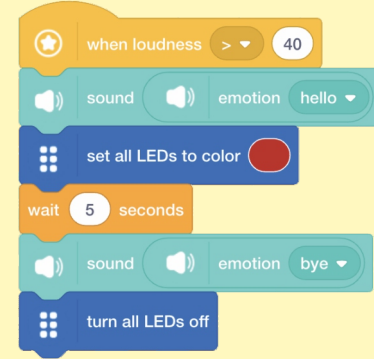 when loudness > 40
sound emotion hello
set all LEDs to color
wait 5 seconds
sound emotion bye
turn all LEDs off